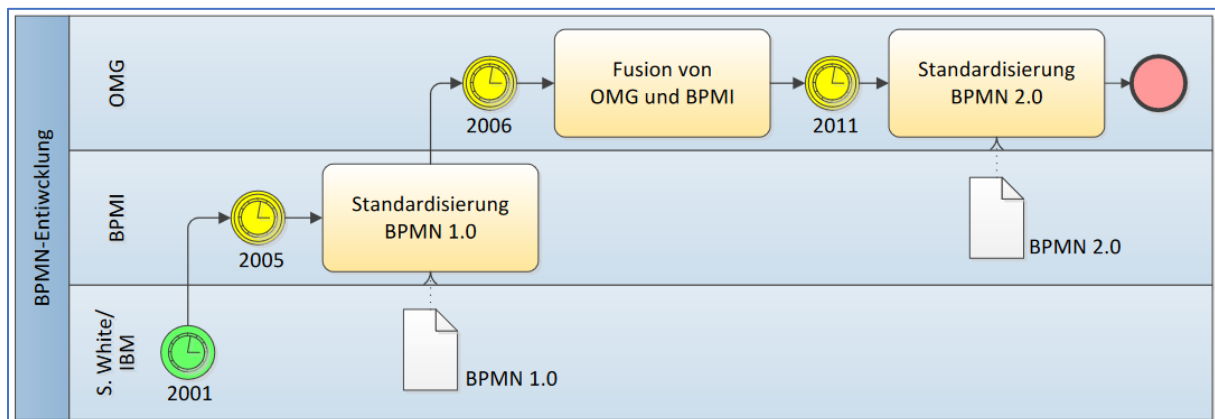 BPMN-Entiwcklung
OMG
2006
Fusion von
OMG und BPMI
2011
Standardisierung
BPMN 2.0
BPMI
2005
Standardisierung
BPMN 1.0
BPMN 2.0
S. White/
IBM
2001
BPMN 1.0